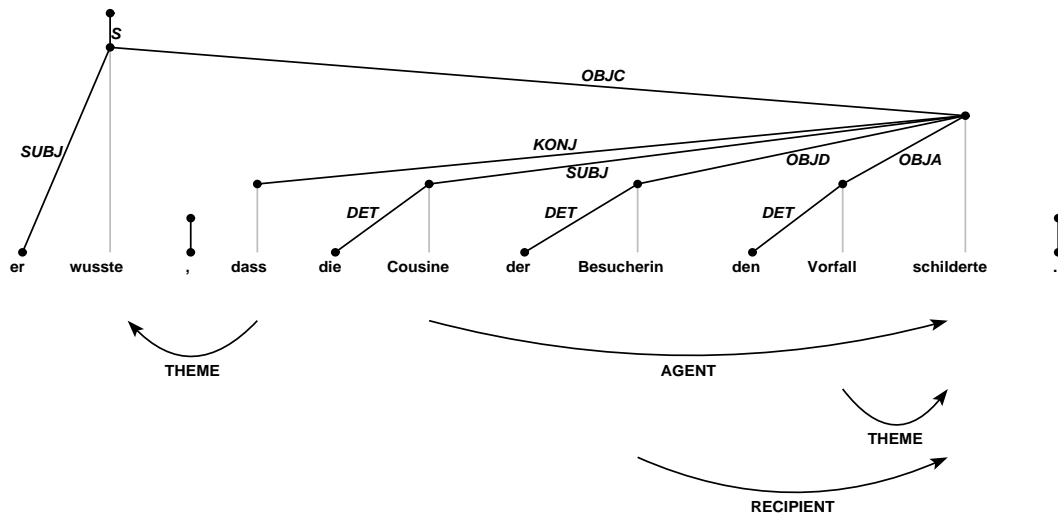 S
OBJC
SUBJ
KONJ
SUBJ
OBJD
OBJA
DET
DET
DET
er wusste , dass die Cousine der Besucherin den Vorfall schilderte .
THEME
AGENT
THEME
RECIPIENT